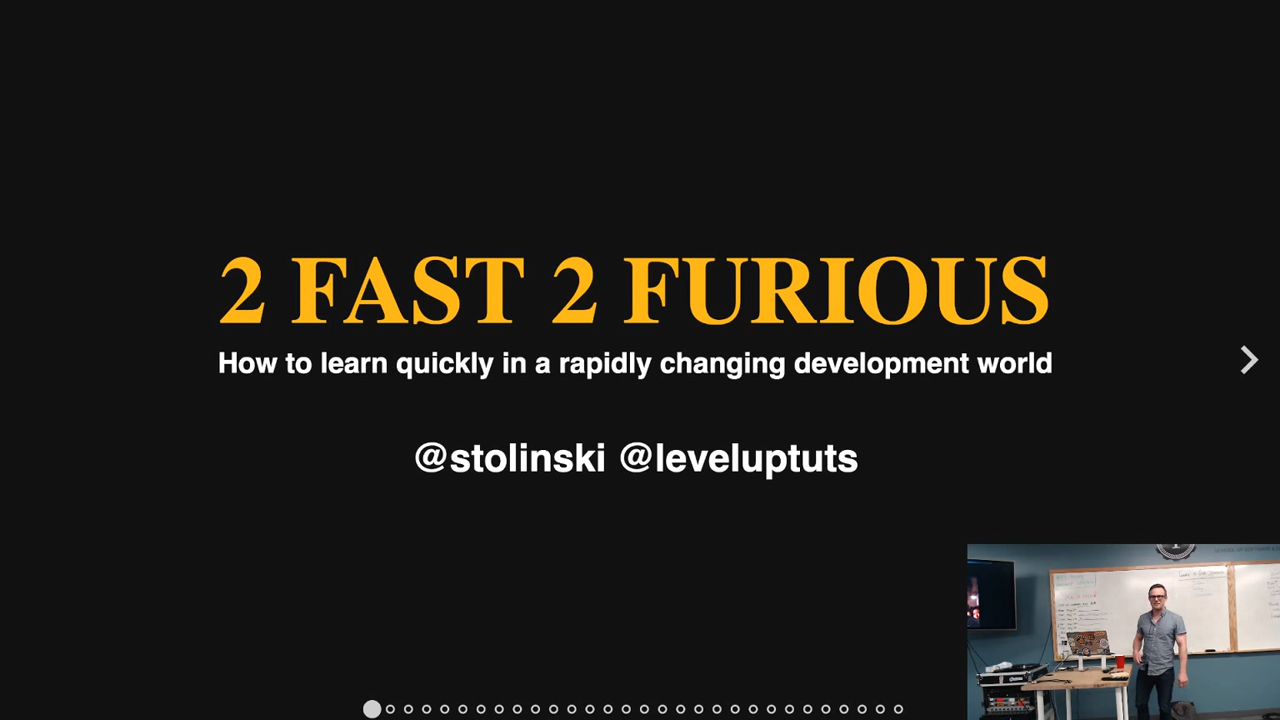 2 FAST 2 FURIOUS
How to learn quickly in a rapidly changing development world
@stolinski @leveluptuts